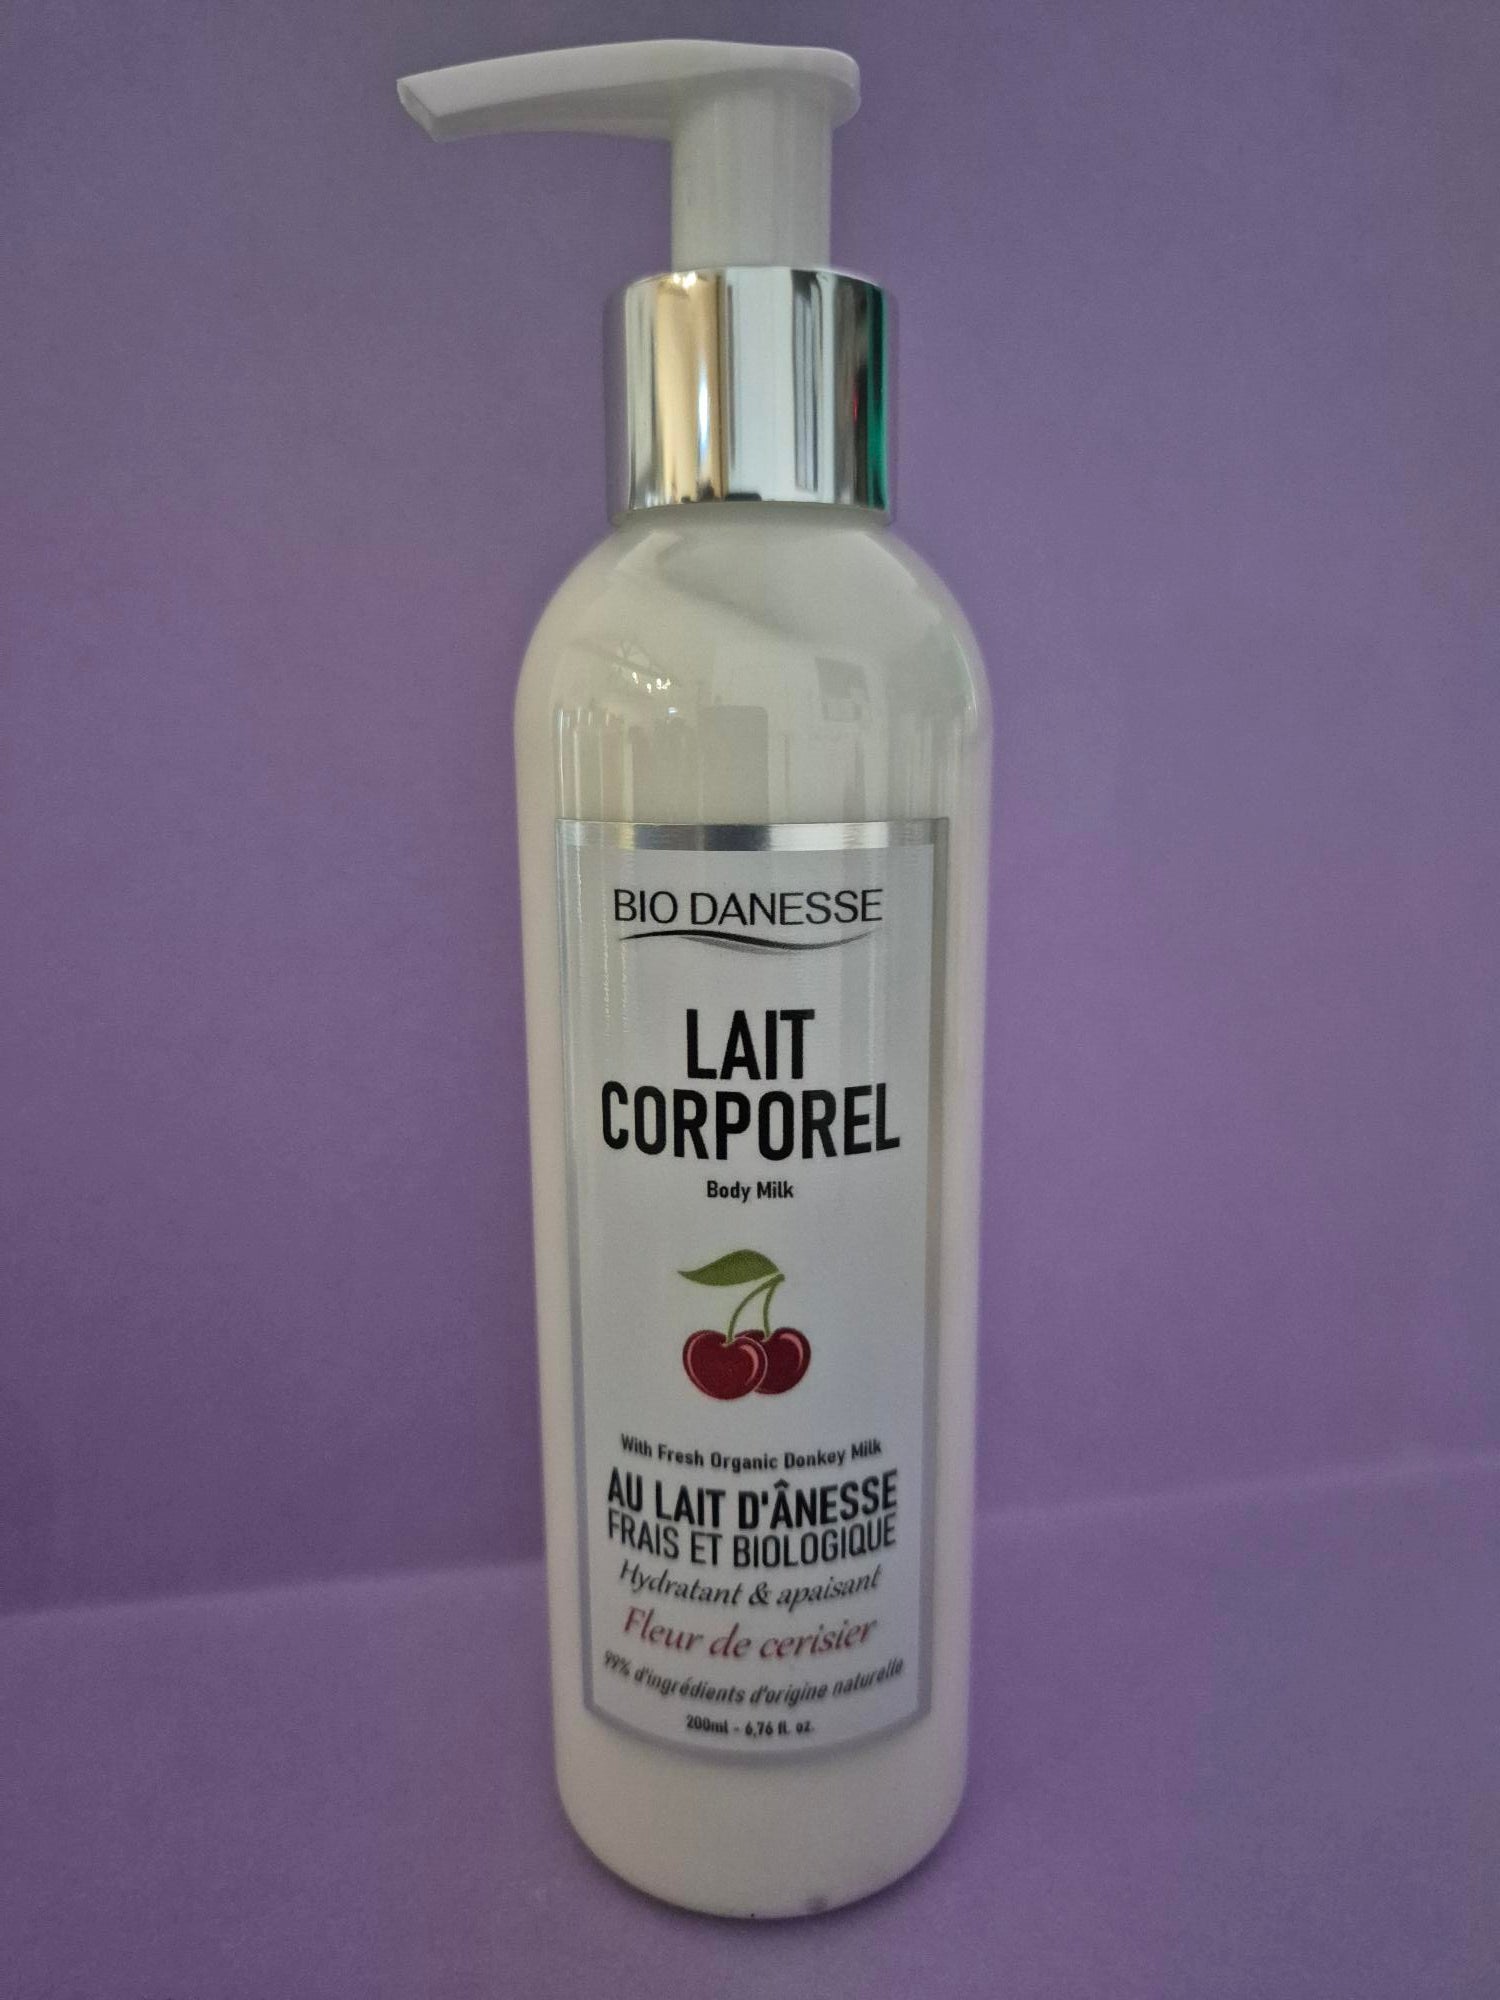 BIO DANESSE
LAIT
CORPOREL
Body Milk
With Fresh Organic Donkey Milk
AU LAIT D'ÂNESSE
FRAIS ET BIOLOGIQUE
Hydratant & apaisant
Fleur de cerisier
99% d'ingrédients d'origine naturelle
200ml - 6,76 fl. oz.